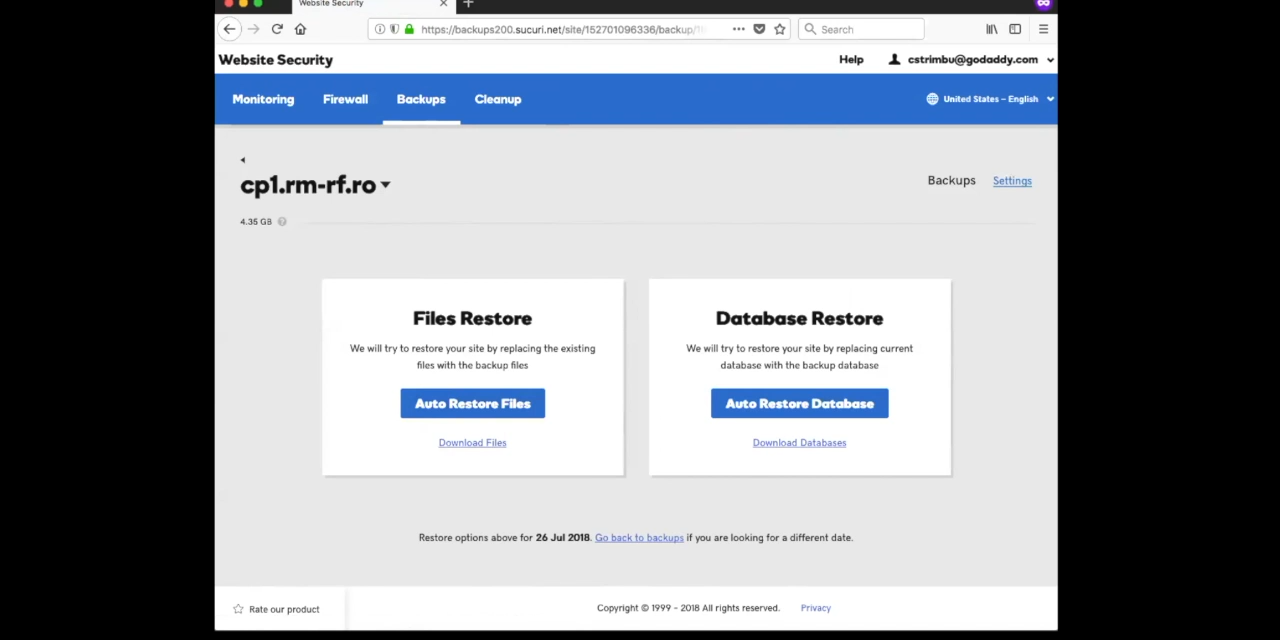 Website Security
https://backups200.sucuri.net/site/152701096336/backup/
Search
Website Security
Help
cstrimbu@godaddy.com
Monitoring
Firewall
Backups
Cleanup
United States – English
cp1.rm-rf.ro
Backups
Settings
4.35 GB
Files Restore
We will try to restore your site by replacing the existing
files with the backup files
Auto Restore Files
Download Files
Database Restore
We will try to restore your site by replacing current
database with the backup database
Auto Restore Database
Download Databases
Restore options above for 26 Jul 2018. Go back to backups if you are looking for a different date.
Rate our product
Copyright © 1999 – 2018 All rights reserved.
Privacy